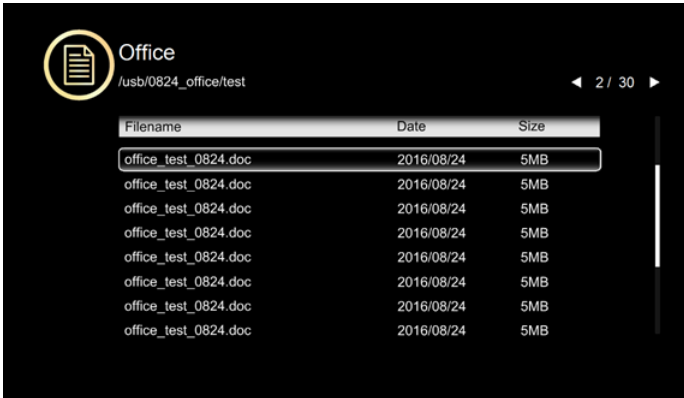 Office
/usb/0824_office/test
◀ 2 / 30 ▶
Filename Date Size
office_test_0824.doc 2016/08/24 5MB
office_test_0824.doc 2016/08/24 5MB
office_test_0824.doc 2016/08/24 5MB
office_test_0824.doc 2016/08/24 5MB
office_test_0824.doc 2016/08/24 5MB
office_test_0824.doc 2016/08/24 5MB
office_test_0824.doc 2016/08/24 5MB
office_test_0824.doc 2016/08/24 5MB